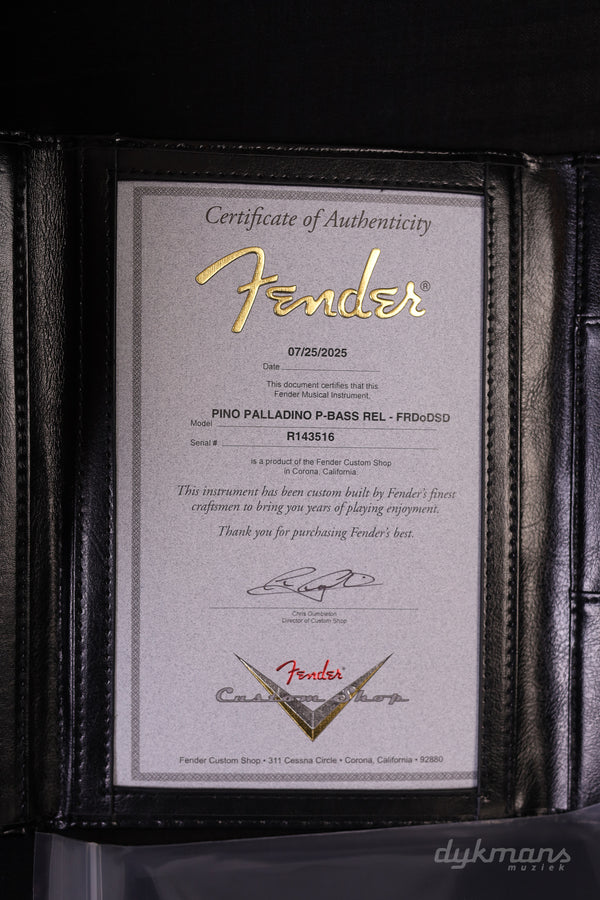 Certificate of Authenticity
Fender®
07/25/2025
Date
This document certifies that this
Fender Musical Instrument,
PINO PALLADINO P-BASS REL - FRDoDSD
Model
R143516
Serial #
is a product of the Fender Custom Shop
in Corona, California.
This instrument has been custom built by Fender's finest
craftsmen to bring you years of playing enjoyment.
Thank you for purchasing Fender's best.
Chris Gumbleton
Director of Custom Shop
Fender®
Custom Shop
Fender Custom Shop • 311 Cessna Circle • Corona, California • 92880
dykmans
muziek